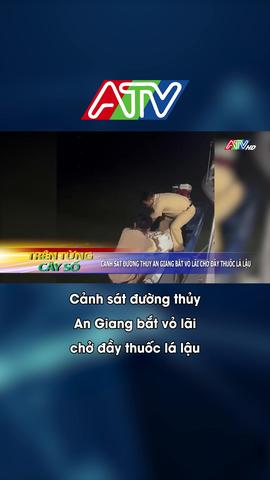 ATV
ATV HD
TRÊN TỪNG
CÂY SỐ
CẢNH SÁT ĐƯỜNG THỦY AN GIANG BẮT VỎ LÃI CHỞ ĐẦY THUỐC LÁ LẬU
Cảnh sát đường thủy
An Giang bắt vỏ lãi
chở đầy thuốc lá lậu